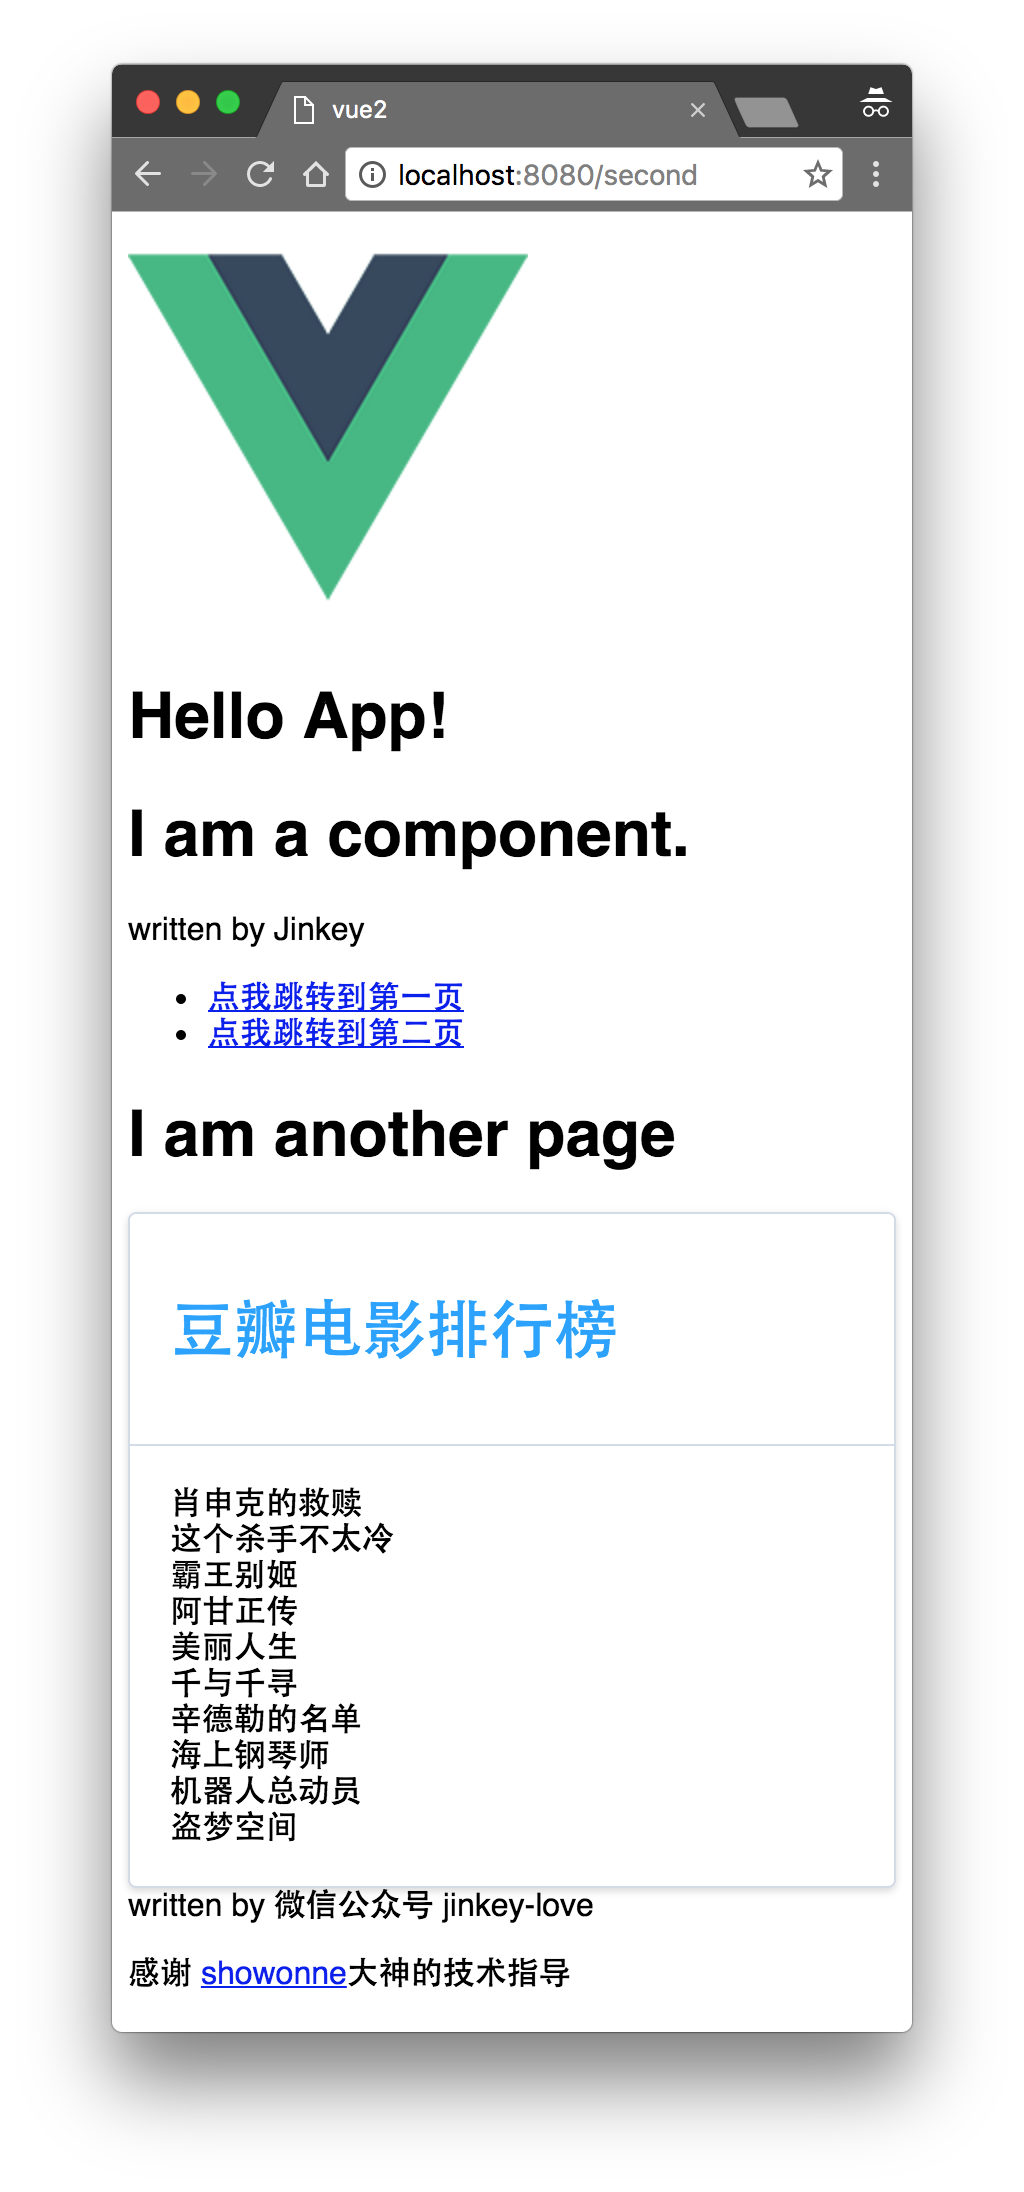 vue2
localhost:8080/second
Hello App!
I am a component.
written by Jinkey
点我跳转到第一页
点我跳转到第二页
I am another page
豆瓣电影排行榜
肖申克的救赎
这个杀手不太冷
霸王别姬
阿甘正传
美丽人生
千与千寻
辛德勒的名单
海上钢琴师
机器人总动员
盗梦空间
written by 微信公众号 jinkey-love
感谢 showonne大神的技术指导